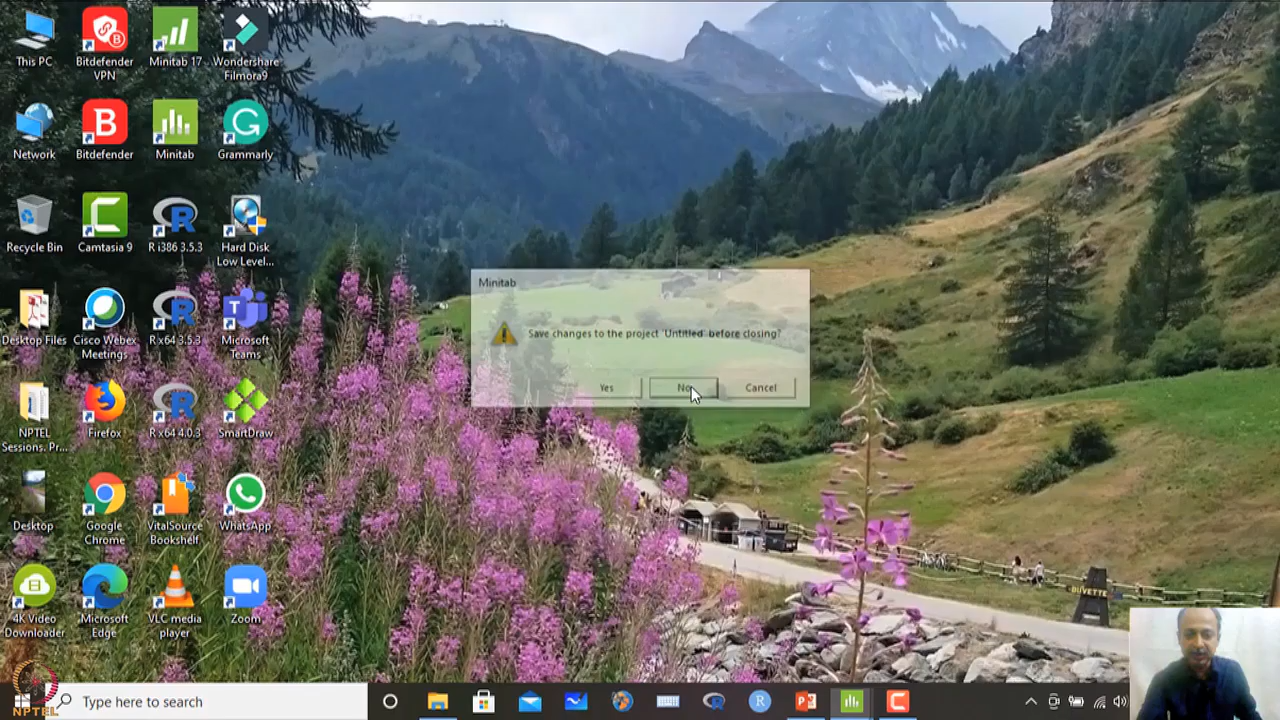 This PC
Bitdefender
VPN
Minitab 17
Wondershare
Filmora9
Network
Bitdefender
Minitab
Grammarly
Recycle Bin
Camtasia 9
R i386 3.5.3
Hard Disk
Low Level...
Desktop Files
Cisco Webex
Meetings
R x64 3.5.3
Microsoft
Teams
NPTEL
Sessions. Pr...
Firefox
R x64 4.0.3
SmartDraw
Desktop
Google
Chrome
VitalSource
Bookshelf
WhatsApp
4K Video
Downloader
Microsoft
Edge
VLC media
player
Zoom
Minitab
Save changes to the project 'Untitled' before closing?
Yes
No
Cancel
BUVETTE
NPTEL
Type here to search